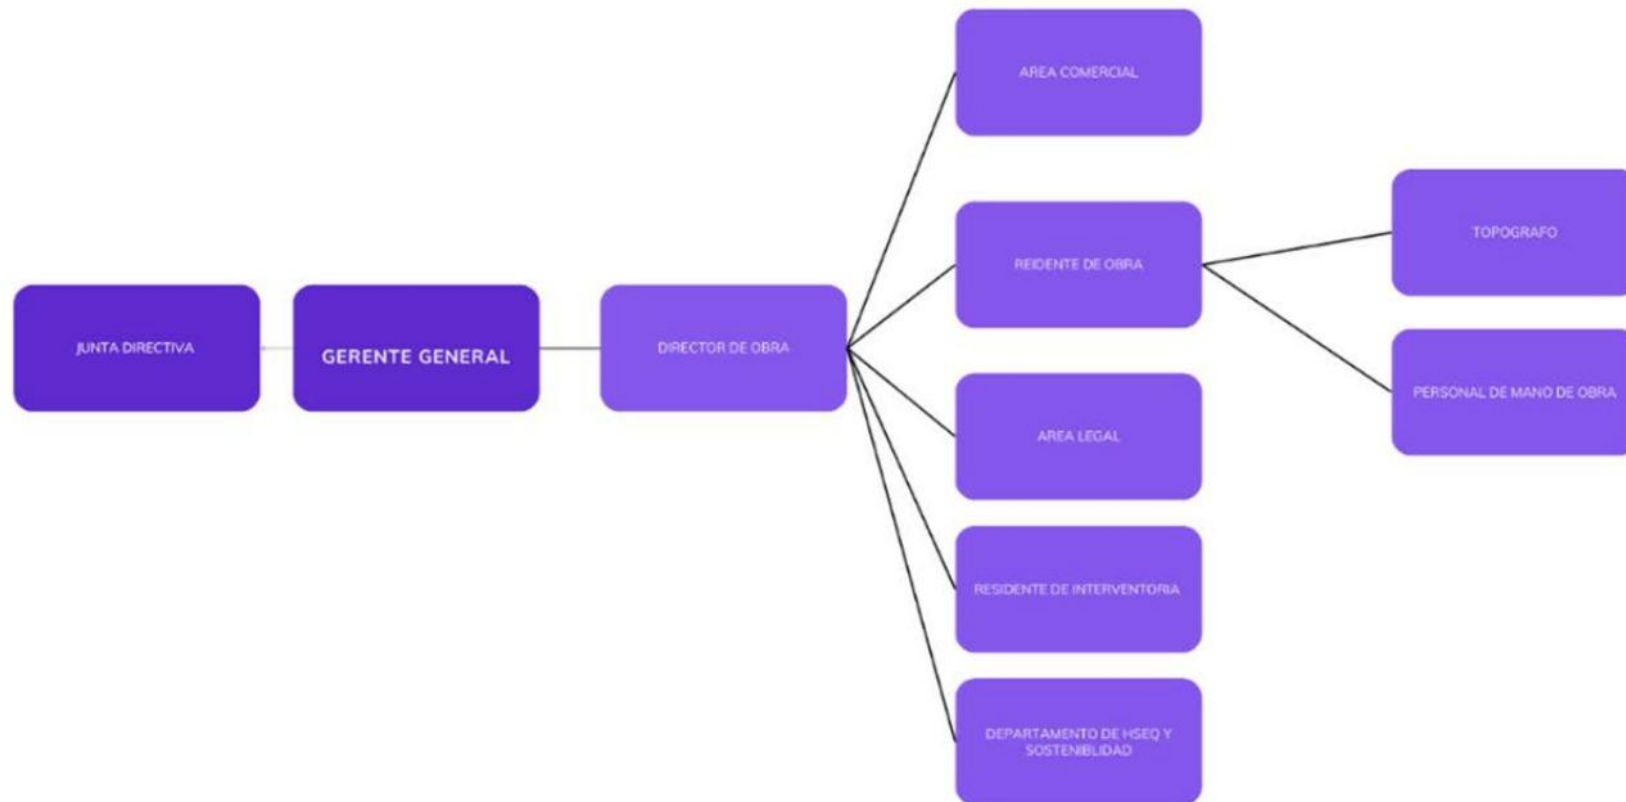 JUNTA DIRECTIVA
GERENTE GENERAL
DIRECTOR DE OBRA
AREA COMERCIAL
REIDENTE DE OBRA
AREA LEGAL
RESIDENTE DE INTERVENTORIA
DEPARTAMENTO DE HSEQ Y
SOSTENIBLIDAD
TOPOGRAFO
PERSONAL DE MANO DE OBRA